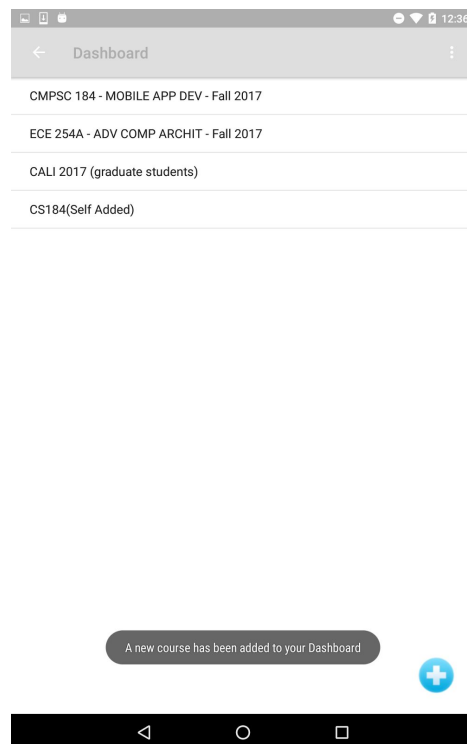 12:36
Dashboard
CMPSC 184 - MOBILE APP DEV - Fall 2017
ECE 254A - ADV COMP ARCHIT - Fall 2017
CALI 2017 (graduate students)
CS184(Self Added)
A new course has been added to your Dashboard